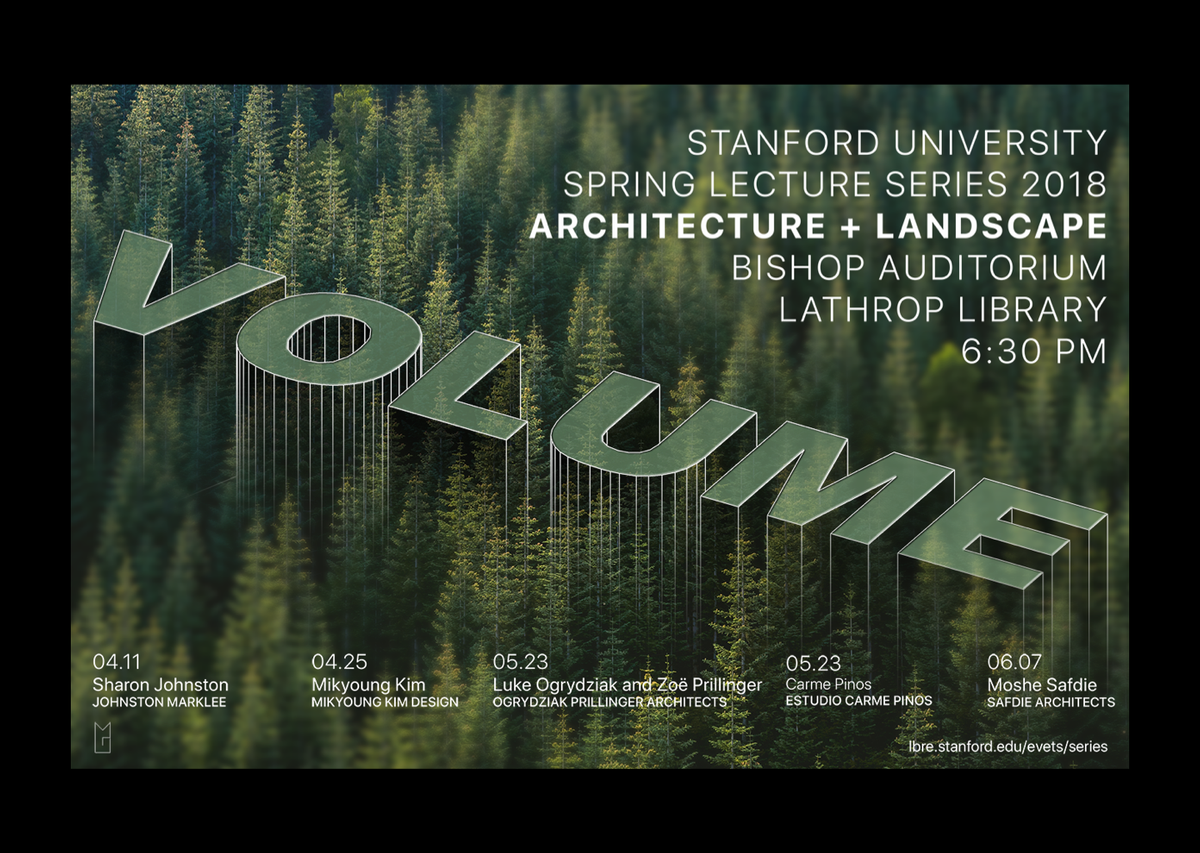 STANFORD UNIVERSITY
SPRING LECTURE SERIES 2018
ARCHITECTURE + LANDSCAPE
BISHOP AUDITORIUM
LATHROP LIBRARY
6:30 PM
VOLUME
04.11
Sharon Johnston
JOHNSTON MARKLEE
04.25
Mikyoung Kim
MIKYOUNG KIM DESIGN
05.23
Luke Ogrydziak and Zoë Prillinger
OGRYDZIAK PRILLINGER ARCHITECTS
05.23
Carme Pinos
ESTUDIO CARME PINOS
06.07
Moshe Safdie
SAFDIE ARCHITECTS
lbre.stanford.edu/evets/series